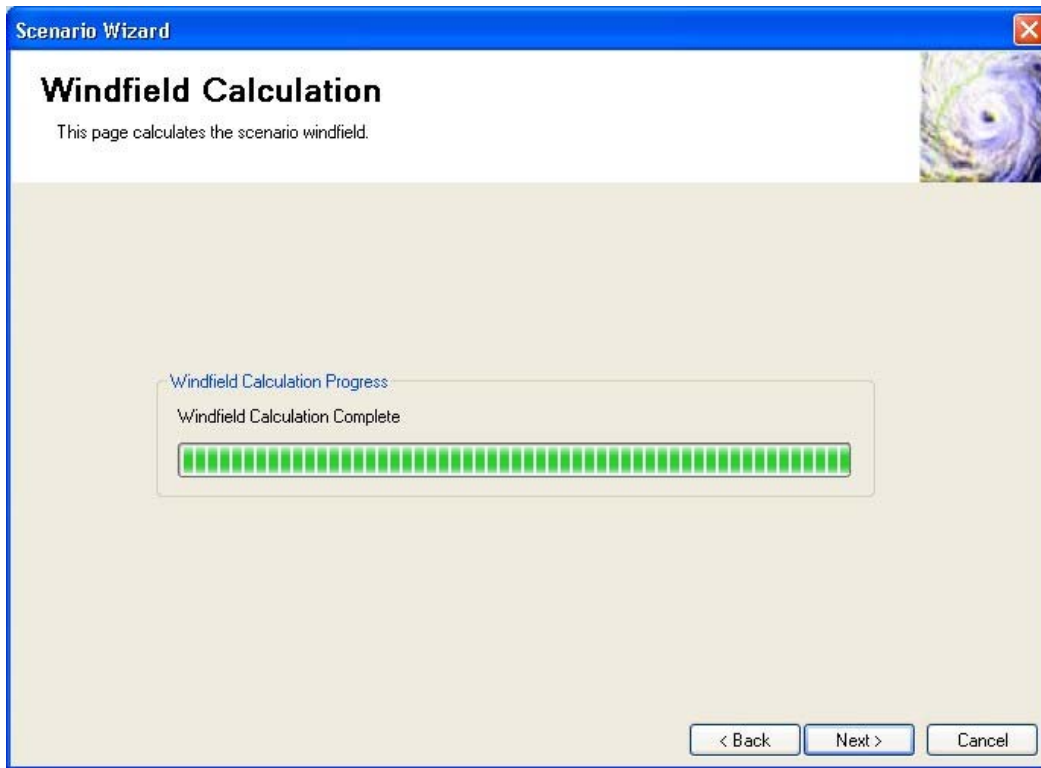 Scenario Wizard
Windfield Calculation
This page calculates the scenario windfield.
Windfield Calculation Progress
Windfield Calculation Complete
< Back Next > Cancel